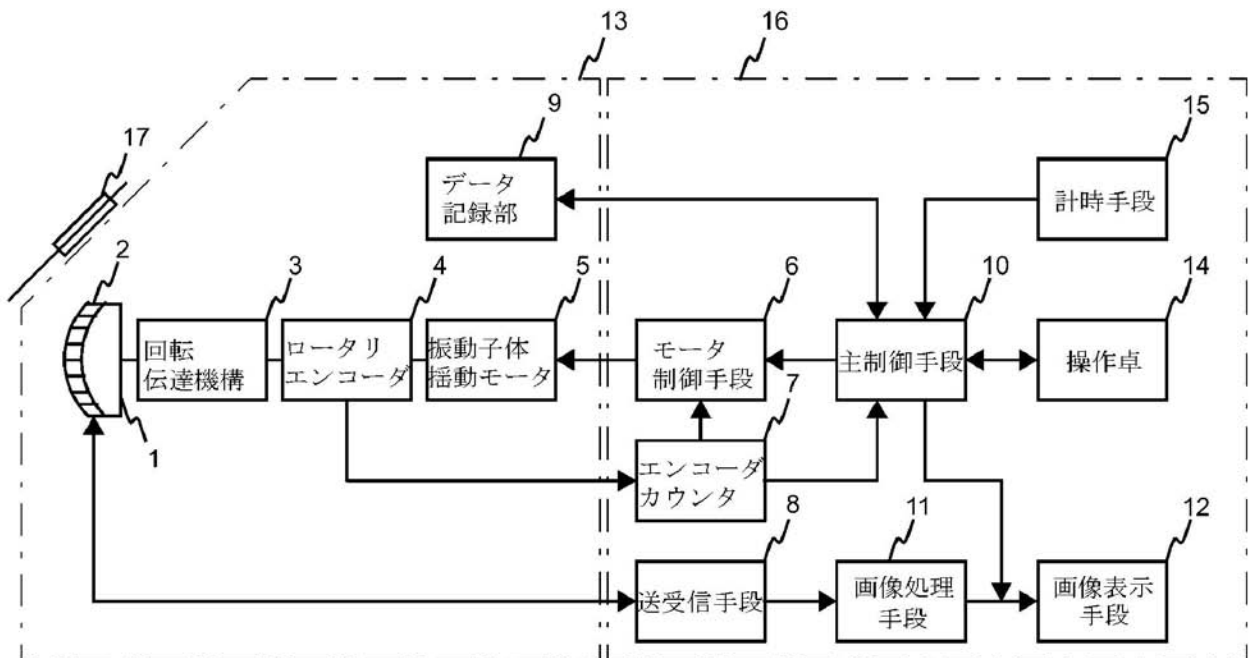 13
16
9
15
17
データ
記録部
計時手段
2
3
4
5
6
10
14
回転
伝達機構
ロータリ
エンコーダ
振動子体
揺動モータ
モータ
制御手段
主制御手段
操作卓
7
1
エンコーダ
カウンタ
8
11
12
送受信手段
画像処理
手段
画像表示
手段